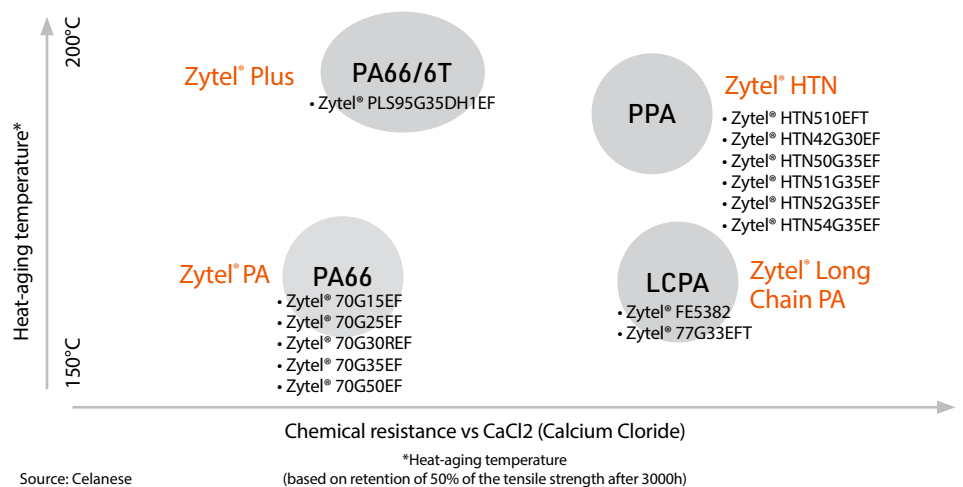 200°C
Heat-aging temperature*
150°C
Zytel® Plus
PA66/6T
• Zytel® PLS95G35DH1EF
PPA
Zytel® HTN
• Zytel® HTN510EFT
• Zytel® HTN42G30EF
• Zytel® HTN50G35EF
• Zytel® HTN51G35EF
• Zytel® HTN52G35EF
• Zytel® HTN54G35EF
Zytel® PA
PA66
• Zytel® 70G15EF
• Zytel® 70G25EF
• Zytel® 70G30REF
• Zytel® 70G35EF
• Zytel® 70G50EF
LCPA
• Zytel® FE5382
• Zytel® 77G33EFT
Zytel® Long
Chain PA
Chemical resistance vs CaCl2 (Calcium Cloride)
*Heat-aging temperature
(based on retention of 50% of the tensile strength after 3000h)
Source: Celanese